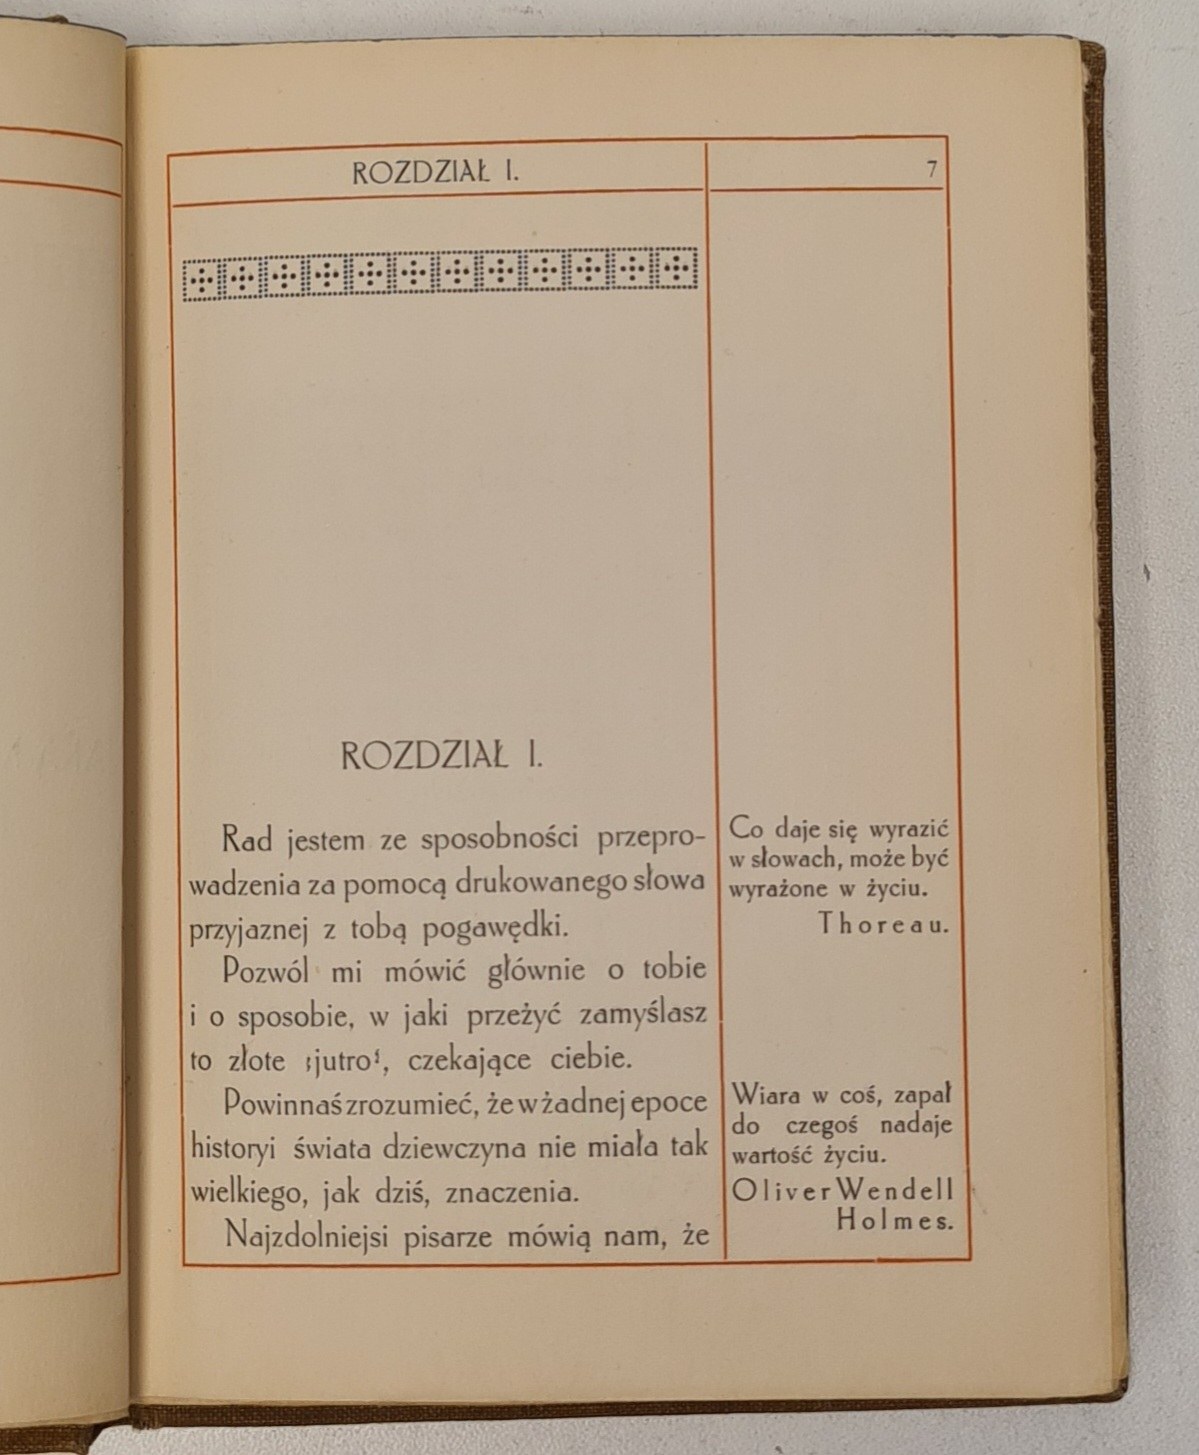 ROZDZIAŁ I.
7
ROZDZIAŁ I.
Rad jestem ze sposobności przepro-
wadzenia za pomocą drukowanego słowa
przyjaznej z tobą pogawędki.
Pozwól mi mówić głównie o tobie
i o sposobie, w jaki przeżyć zamyślasz
to złote „jutro“, czekające ciebie.
Powinnaś zrozumieć, że w żadnej epoce
historyi świata dziewczyna nie miała tak
wielkiego, jak dziś, znaczenia.
Najzdolniejsi pisarze mówią nam, że
Co daje się wyrazić
w słowach, może być
wyrażone w życiu.
Thoreau.
Wiara w coś, zapał
do czegoś nadaje
wartość życiu.
Oliver Wendell
Holmes.